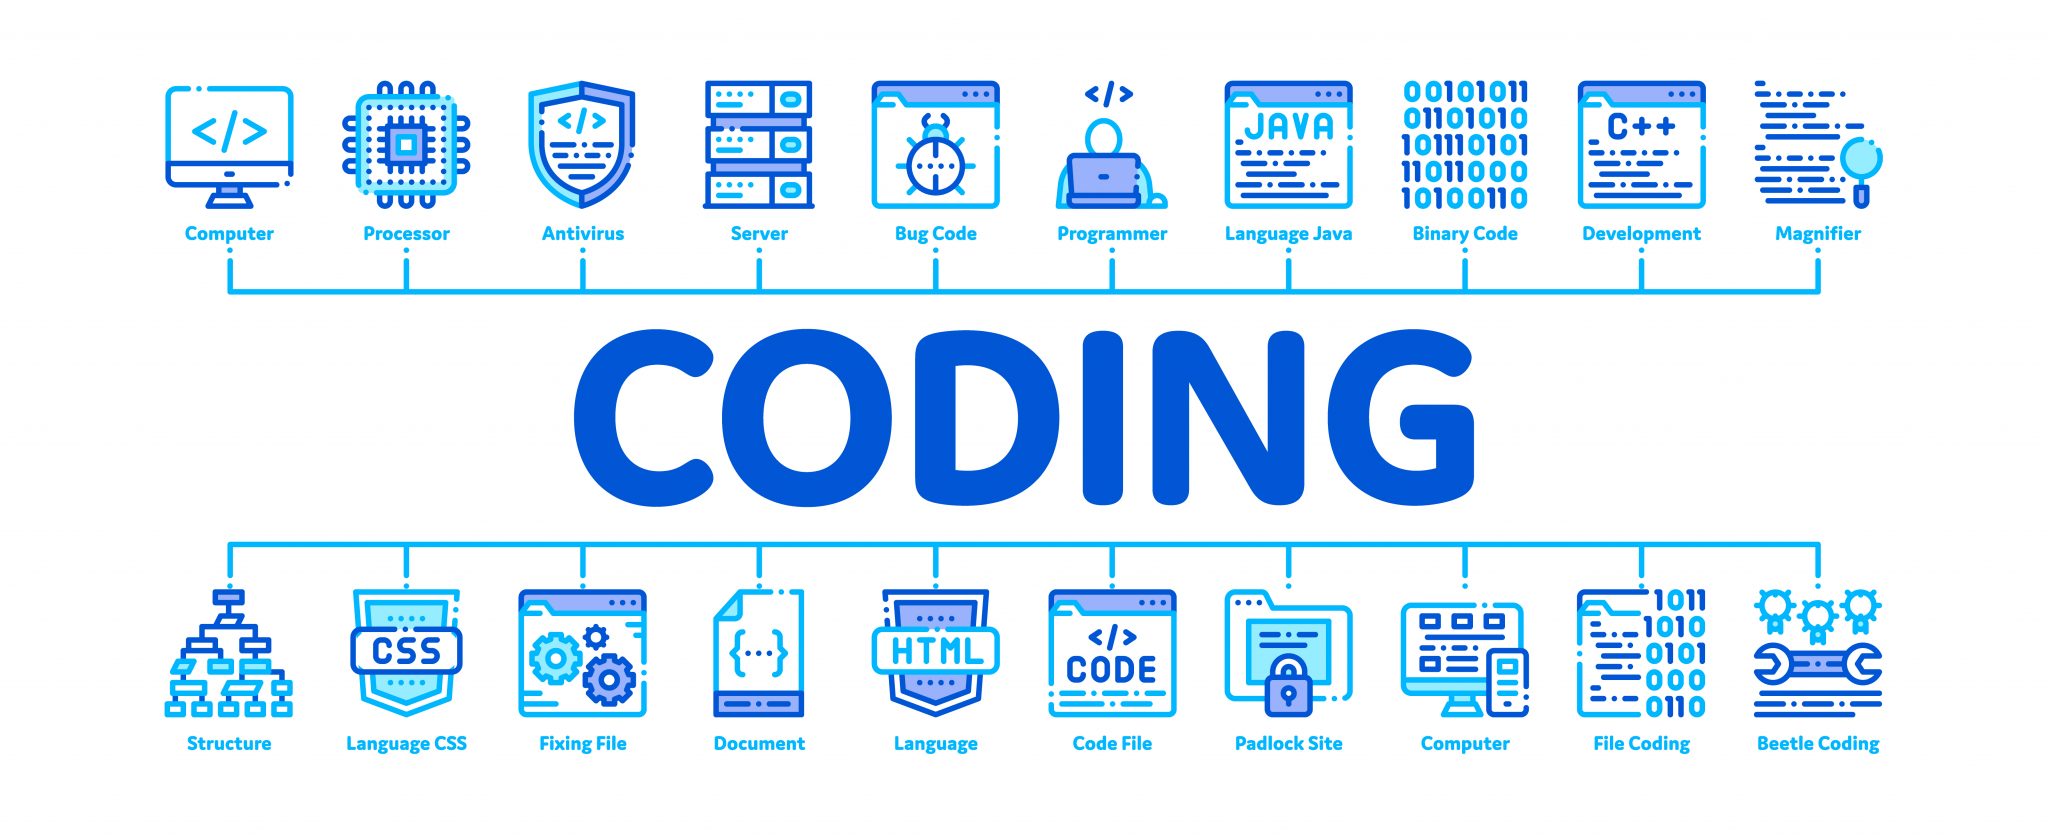 </>
</>
</>
JAVA
00101011
01101010
101110101
11011000
10100110
C++
Computer
Processor
Antivirus
Server
Bug Code
Programmer
Language Java
Binary Code
Development
Magnifier
CODING
CSS
{...}
HTML
</>
CODE
1011
1010
0101
000
0110
Structure
Language CSS
Fixing File
Document
Language
Code File
Padlock Site
Computer
File Coding
Beetle Coding